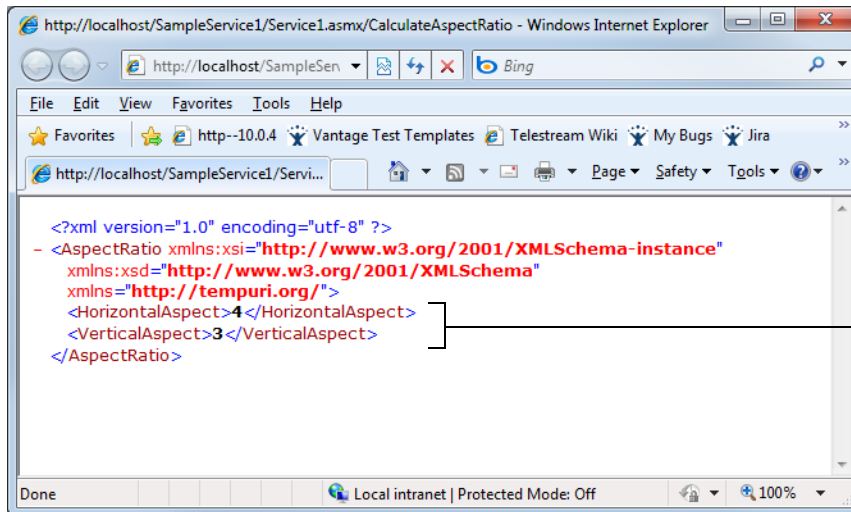 http://localhost/SampleService1/Service1.asmx/CalculateAspectRatio - Windows Internet Explorer
http://localhost/SampleSen
Bing
File Edit View Favorites Tools Help
Favorites http--10.0.4 Vantage Test Templates Telestream Wiki My Bugs Jira »
http://localhost/SampleService1/Servi... Page Safety Tools »
<?xml version="1.0" encoding="utf-8" ?>
- <AspectRatio xmlns:xsi="http://www.w3.org/2001/XMLSchema-instance"
xmlns:xsd="http://www.w3.org/2001/XMLSchema"
xmlns="http://tempuri.org/">
<HorizontalAspect>4</HorizontalAspect>
<VerticalAspect>3</VerticalAspect>
</AspectRatio>
Done Local intranet | Protected Mode: Off 100%